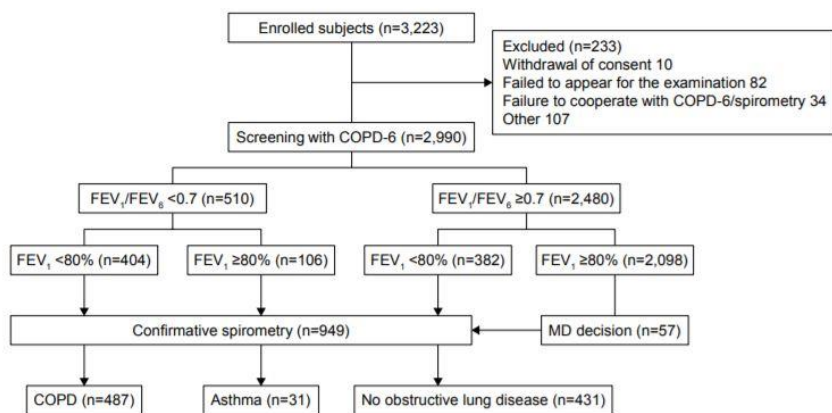 Enrolled subjects (n=3,223)
Excluded (n=233)
Withdrawal of consent 10
Failed to appear for the examination 82
Failure to cooperate with COPD-6/spirometry 34
Other 107
Screening with COPD-6 (n=2,990)
FEV₁/FEV₆ <0.7 (n=510)
FEV₁/FEV₆ ≥0.7 (n=2,480)
FEV₁ <80% (n=404)
FEV₁ ≥80% (n=106)
FEV₁ <80% (n=382)
FEV₁ ≥80% (n=2,098)
Confirmative spirometry (n=949)
MD decision (n=57)
COPD (n=487)
Asthma (n=31)
No obstructive lung disease (n=431)